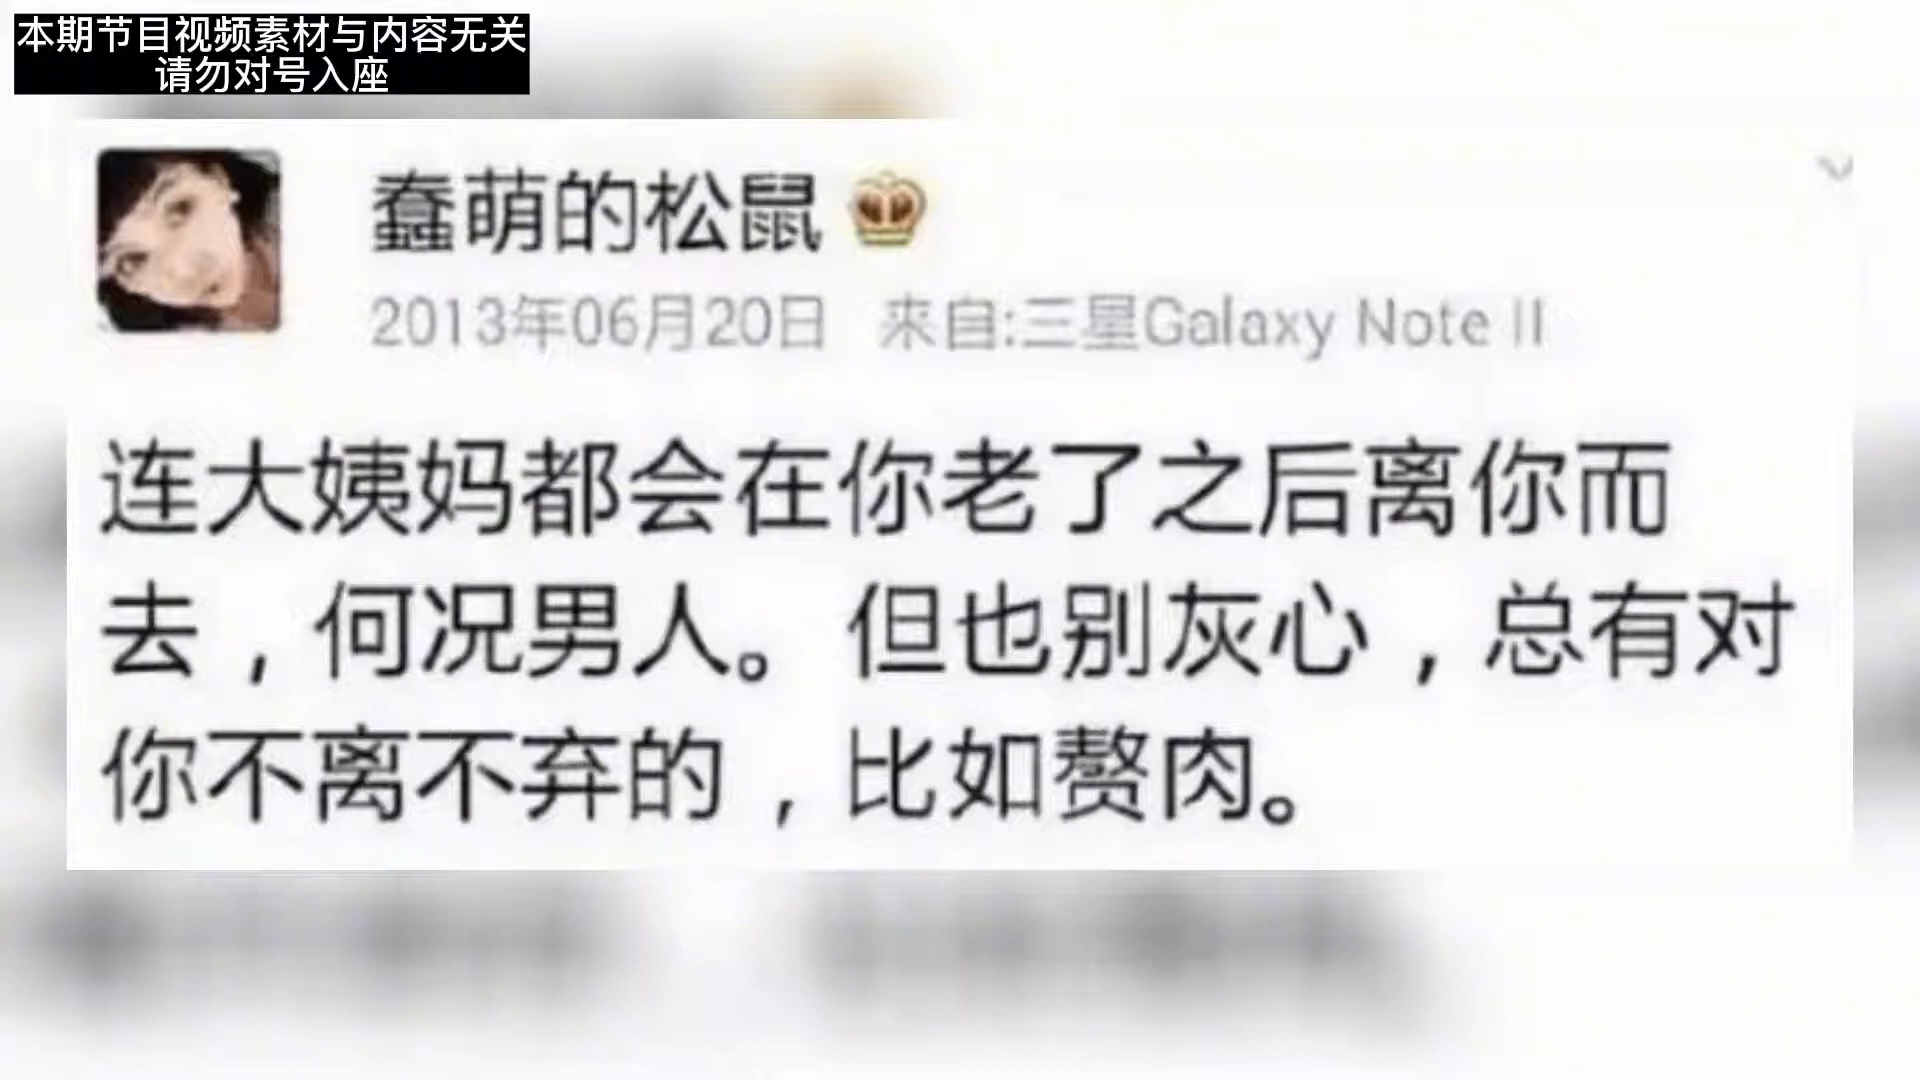 本期节目视频素材与内容无关
请勿对号入座
蠢萌的松鼠
2013年06月20日 来自:三星Galaxy Note II
连大姨妈都会在你老了之后离你而
去，何况男人。但也别灰心，总有对
你不离不弃的，比如赘肉。